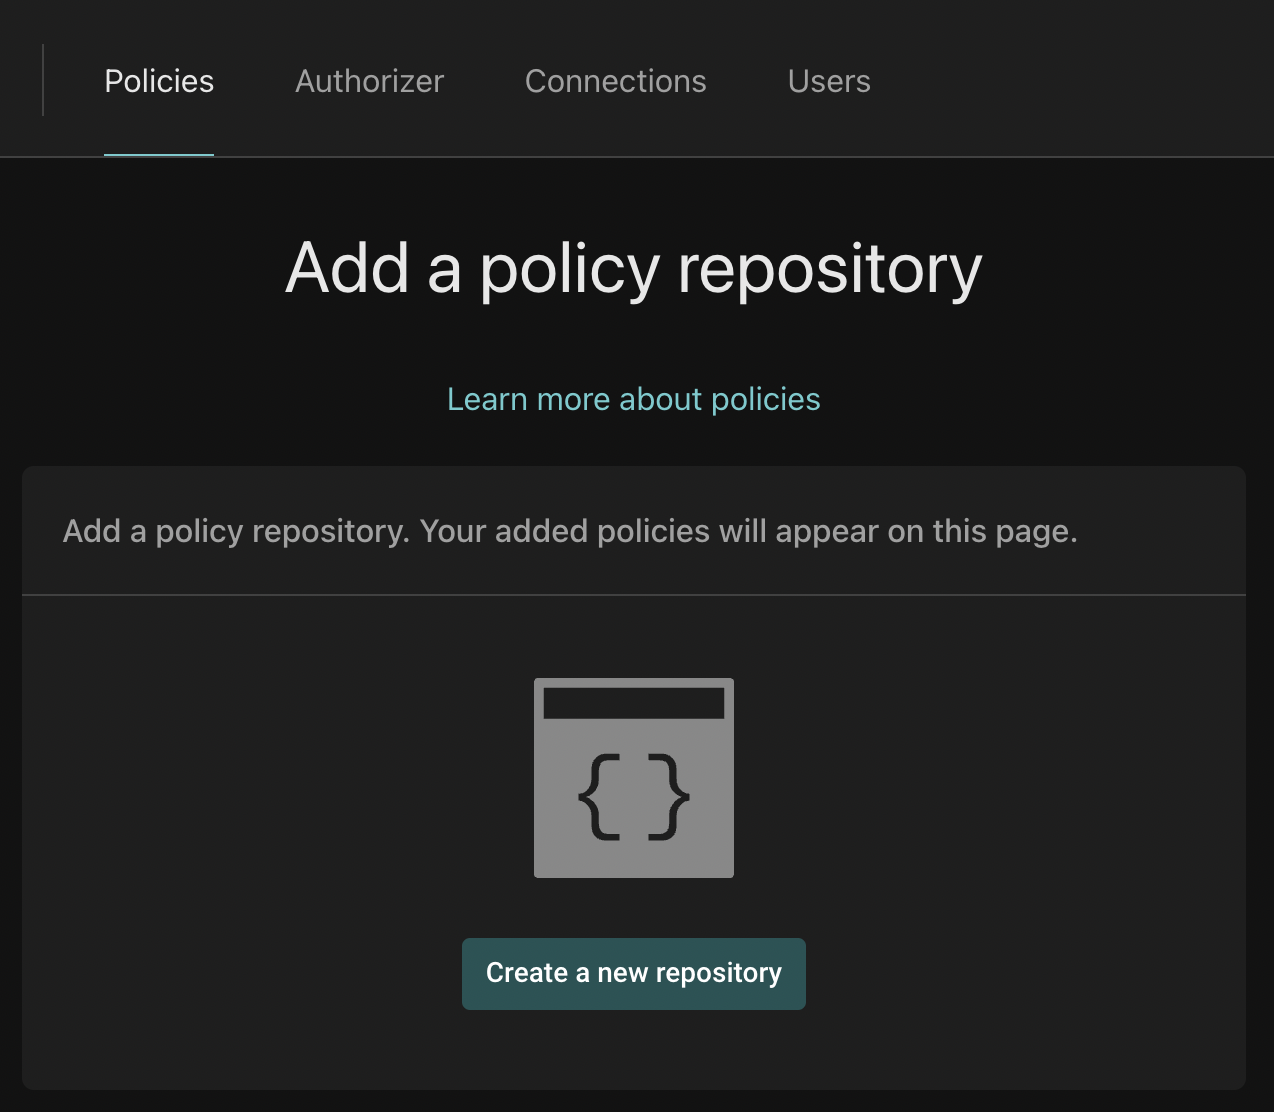 Policies Authorizer Connections Users
Add a policy repository
Learn more about policies
Add a policy repository. Your added policies will appear on this page.
{ }
Create a new repository